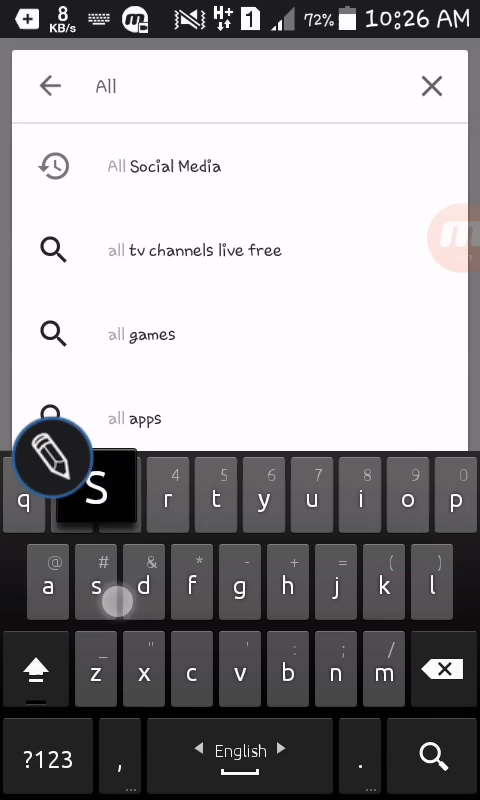 8 KB/s H+ 1 72% 10:26 AM
All
All Social Media
all tv channels live free
all games
all apps
S
q 4 r 5 t 6 y 7 u 8 i 9 o 0 p
@ a # s & d * f - g + h = j ( k ) l
_ z " x c ' v : b ; n / m
?123 , ... English . ...